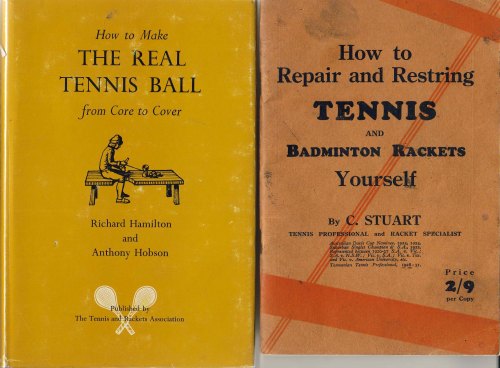 How to Make
THE REAL
TENNIS BALL
from Core to Cover
Richard Hamilton
and
Anthony Hobson
Published by
The Tennis and Rackets Association
How to
Repair and Restring
TENNIS
AND
BADMINTON RACKETS
Yourself
By C. STUART
TENNIS PROFESSIONAL and RACKET SPECIALIST
Price
2/9
per Copy